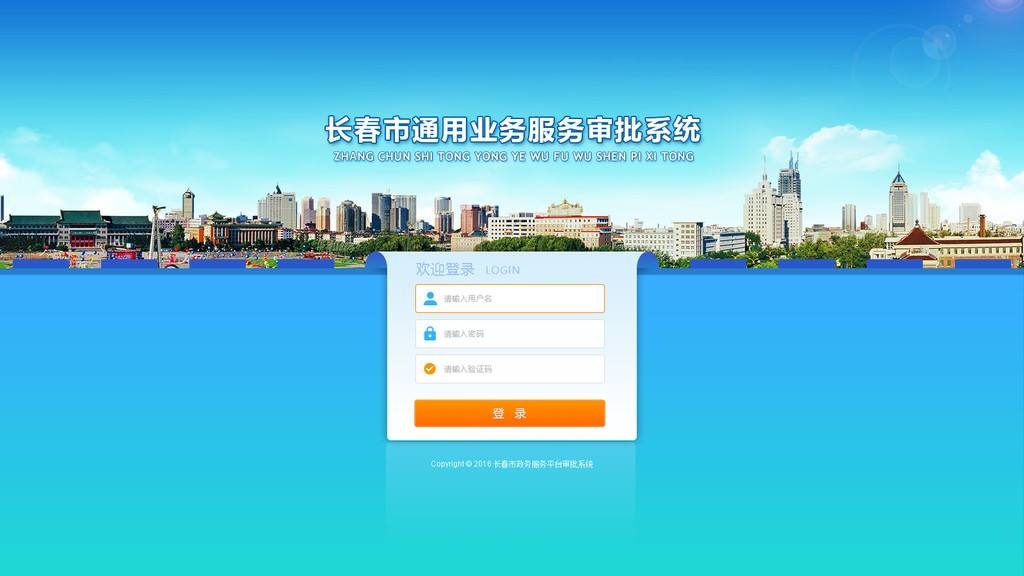 长春市通用业务服务审批系统
ZHANG CHUN SHI TONG YONG YE WU FU WU SHEN PI XI TONG
欢迎登录 LOGIN
请输入用户名
请输入密码
请输入验证码
登 录
Copyright © 2016 长春市政务服务平台审批系统